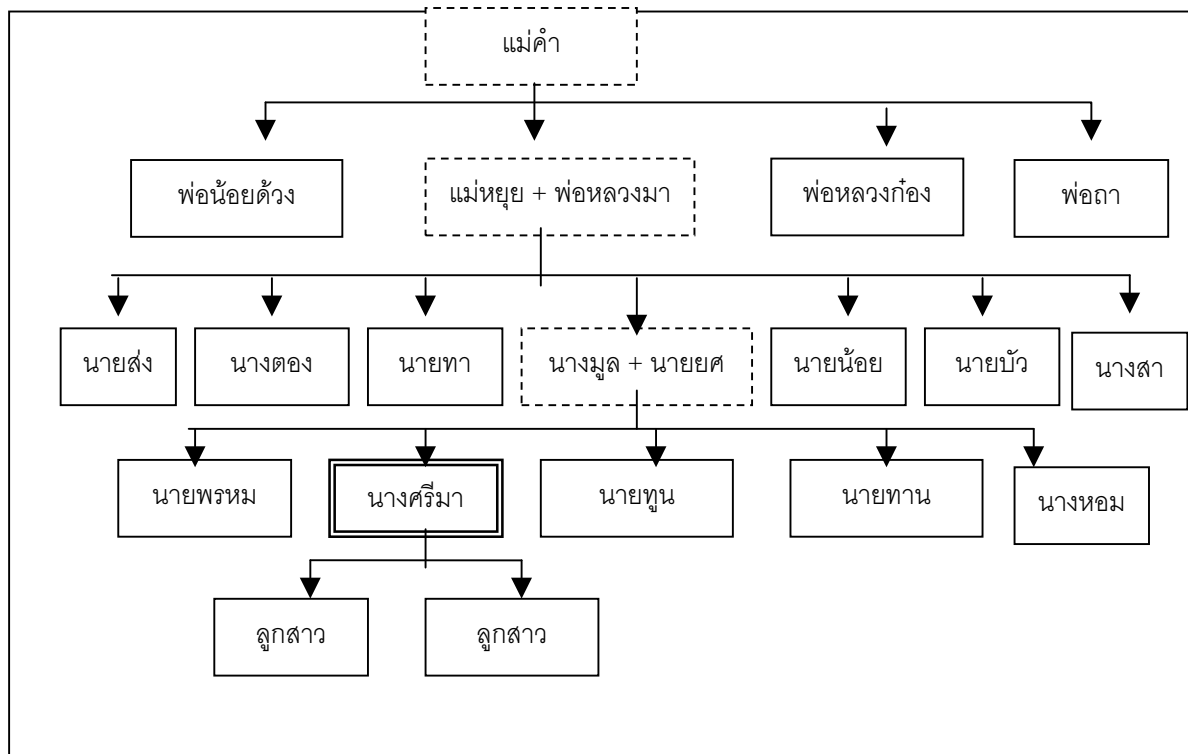 แม่คำ
พ่อน้อยด้วง
แม่หยุย + พ่อหลวงมา
พ่อหลวงก๋อง
พ่อถา
นายส่ง
นางตอง
นายทา
นางมูล + นายยศ
นายน้อย
นายบัว
นางสา
นายพรหม
นางศรีมา
นายทูน
นายทาน
นางหอม
ลูกสาว
ลูกสาว